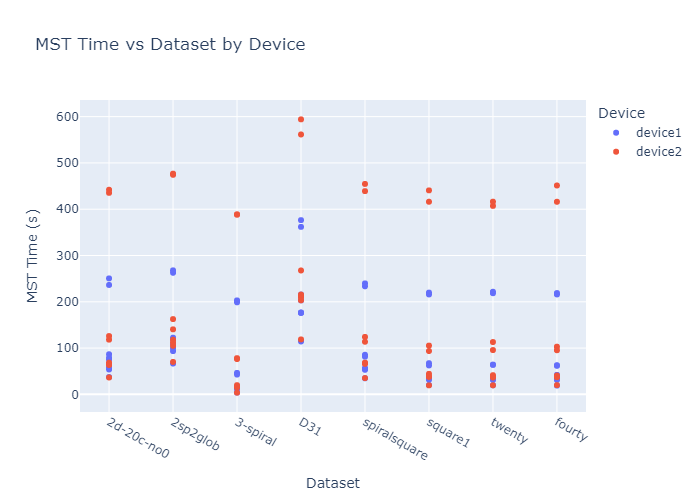 MST Time vs Dataset by Device
Device
device1
device2
MST Time (s)
600
500
400
300
200
100
0
2d-20c-no0
2sp2glob
3-spiral
D31
spiralsquare
square1
twenty
fourty
Dataset